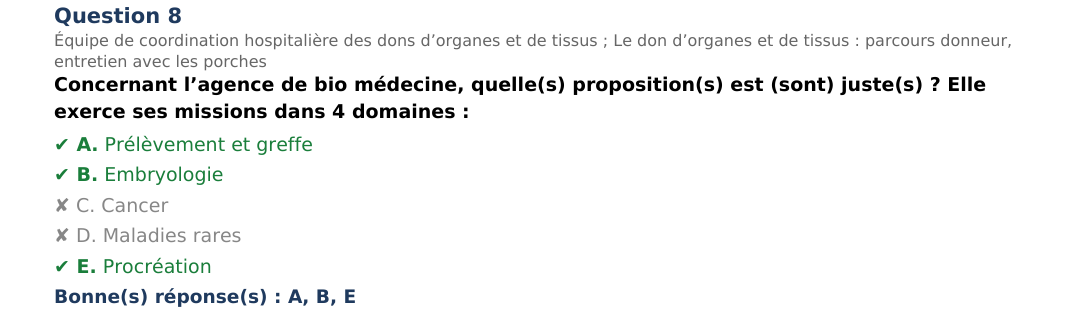 Question 8
Équipe de coordination hospitalière des dons d’organes et de tissus ; Le don d’organes et de tissus : parcours donneur,
entretien avec les porches
Concernant l’agence de bio médecine, quelle(s) proposition(s) est (sont) juste(s) ? Elle
exerce ses missions dans 4 domaines :
✔ A. Prélèvement et greffe
✔ B. Embryologie
✘ C. Cancer
✘ D. Maladies rares
✔ E. Procréation
Bonne(s) réponse(s) : A, B, E